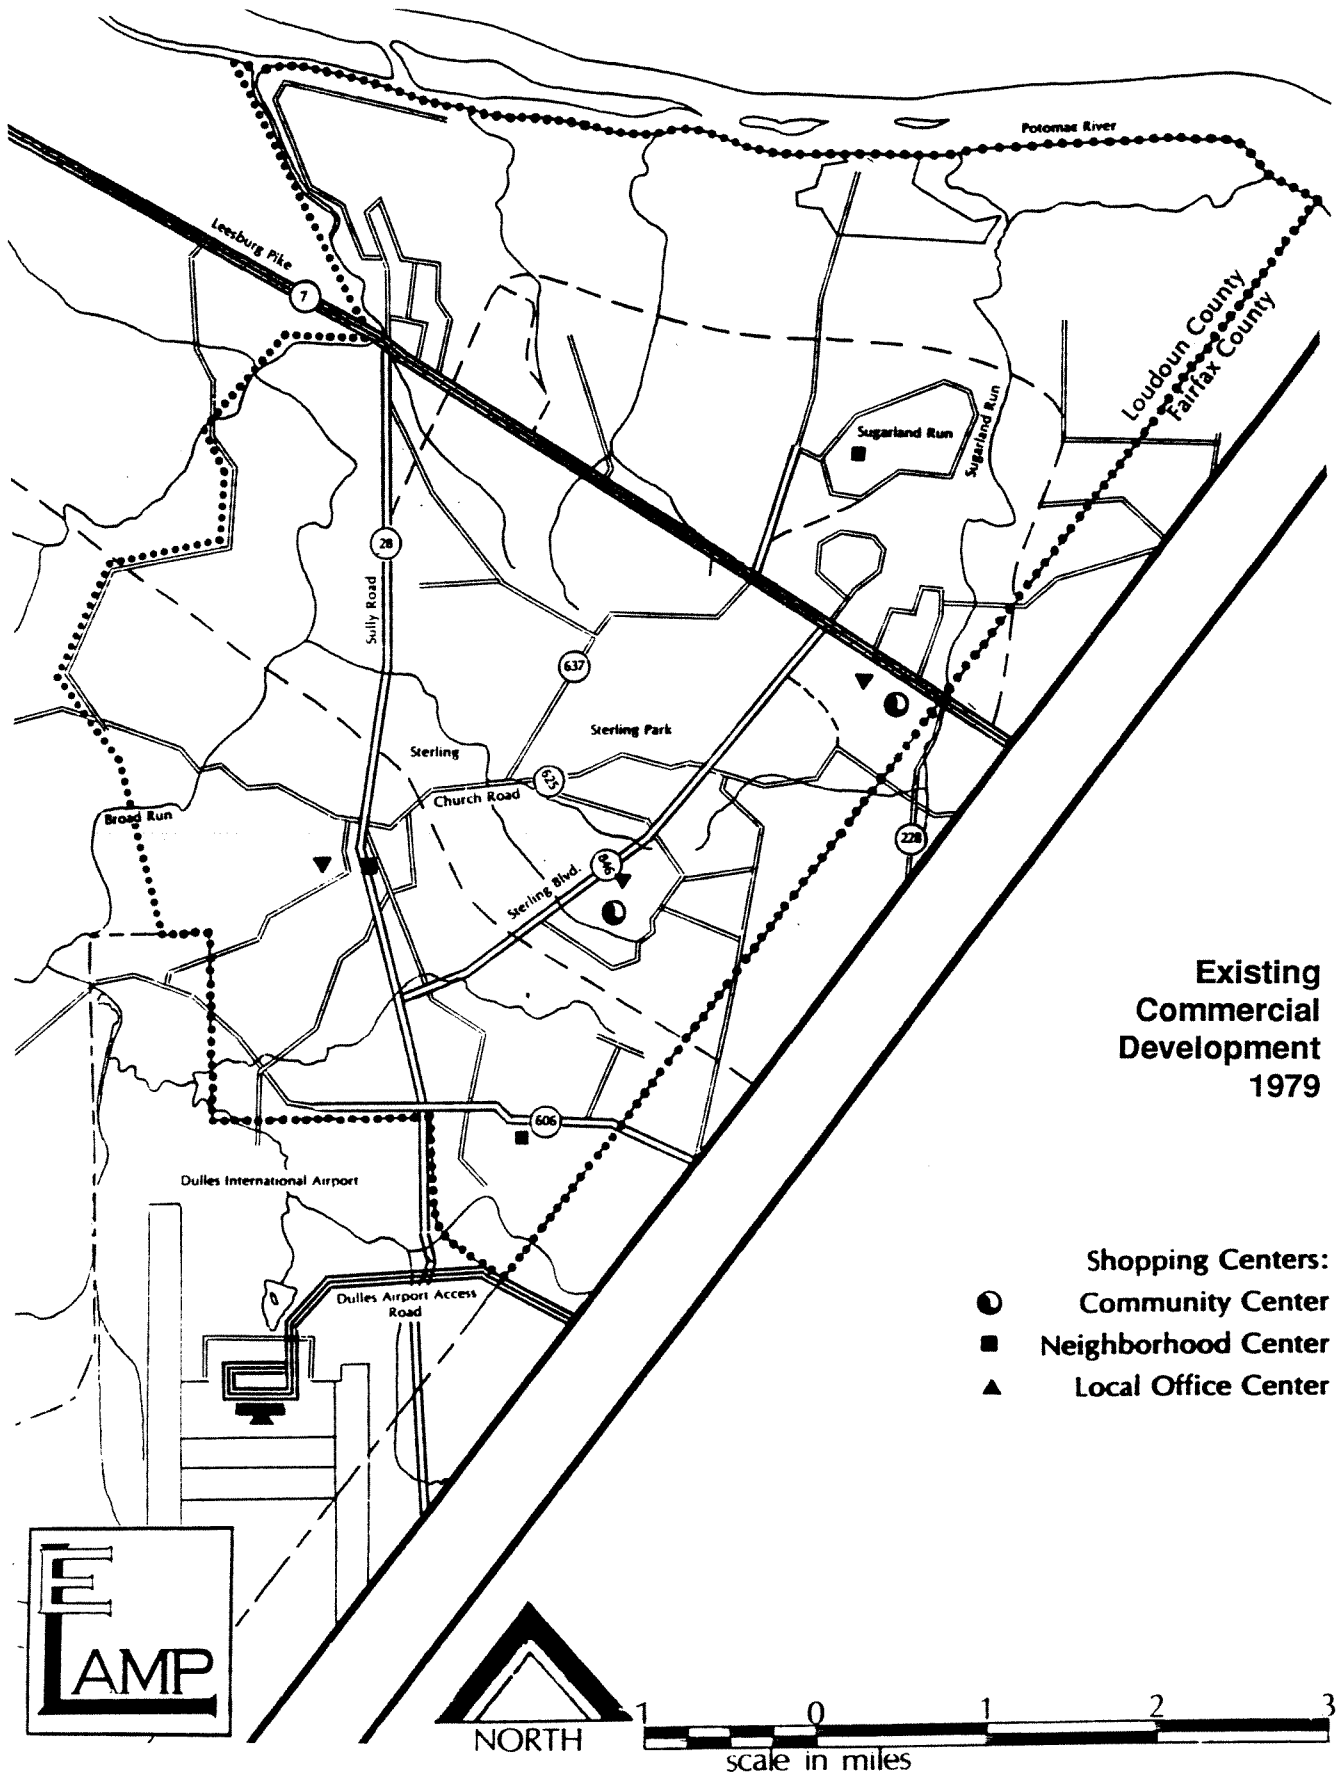 Potomac River
Leesburg Pike
7
Loudoun County
Fairfax County
Sugarland Run
Sugarland Run
28
Sully Road
637
Sterling Park
Sterling
625
Church Road
Broad Run
228
646
Sterling Blvd.
Existing
Commercial
Development
1979
606
Dulles International Airport
Dulles Airport Access
Road
Shopping Centers:
Community Center
Neighborhood Center
Local Office Center
E
LAMP
NORTH
1 0 1 2 3
scale in miles